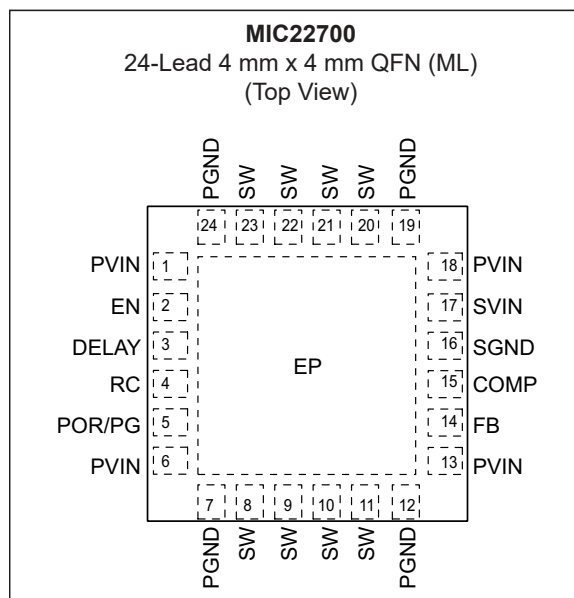 MIC22700
24-Lead 4 mm x 4 mm QFN (ML)
(Top View)
PGND SW SW SW SW PGND
24 23 22 21 20 19
PVIN 1 18 PVIN
EN 2 17 SVIN
DELAY 3 16 SGND
RC 4 EP 15 COMP
POR/PG 5 14 FB
PVIN 6 13 PVIN
7 8 9 10 11 12
PGND SW SW SW SW PGND